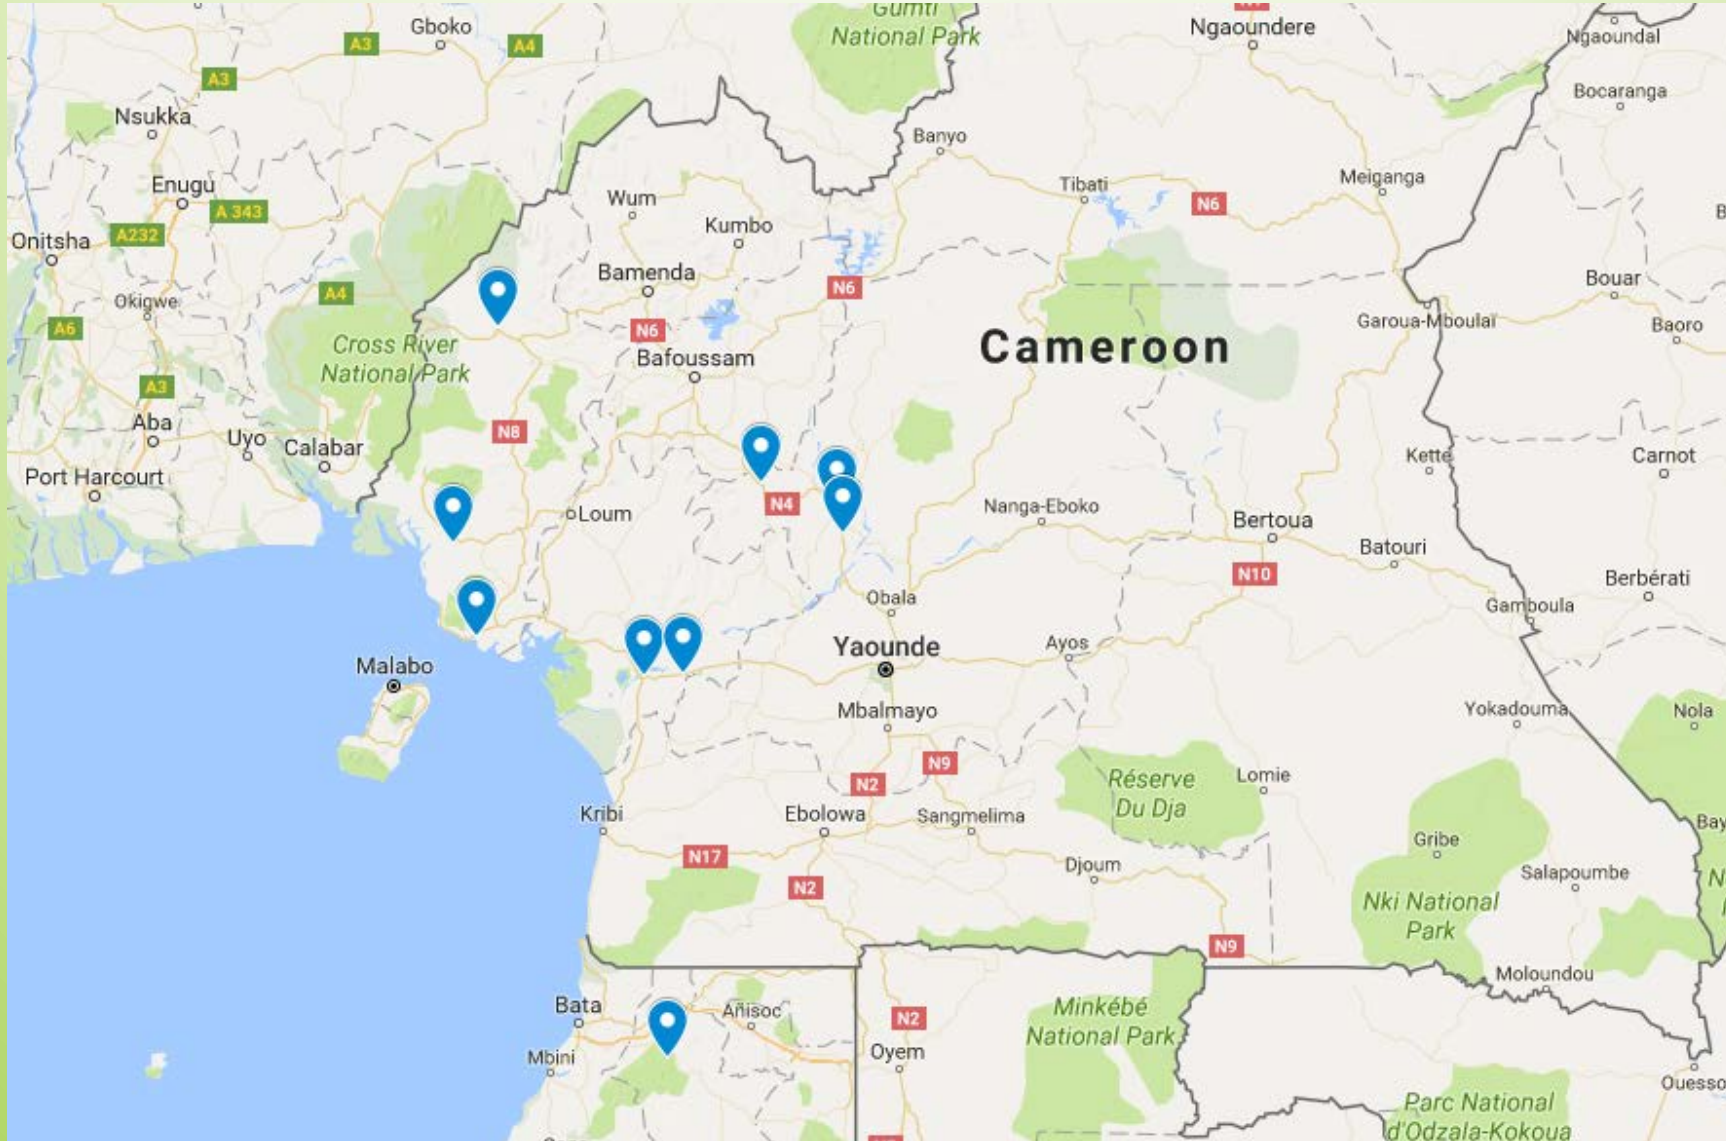 Gumti
National Park
Gboko
A3
A4
A3
Ngaoundere
Ngaoundal
Bocaranga
Nsukka
Banyo
Enugu
A 343
A232
Onitsha
Wum
Kumbo
Tibati
N6
Meiganga
Bamenda
N6
Bouar
A4
Okigwe
A6
N6
Garoua-Mboulaï
Baoro
Cross River
National Park
Bafoussam
Cameroon
A3
Aba
Uyo
Calabar
N8
Kette
Carnot
Port Harcourt
N4
Loum
Nanga-Eboko
Bertoua
Batouri
N10
Berbérati
Obala
Gamboula
Yaounde
Ayos
Malabo
Mbalmayo
Yokadouma
Nola
N9
N2
Réserve
Du Dja
Lomie
Kribi
Ebolowa
Sangmelima
Gribe
N17
N2
Djoum
Salapoumbe
Nki National
Park
N9
Moloundou
Bata
Añisoc
N2
Minkébé
National Park
Mbini
Oyem
Parc National
d'Odzala-Kokoua